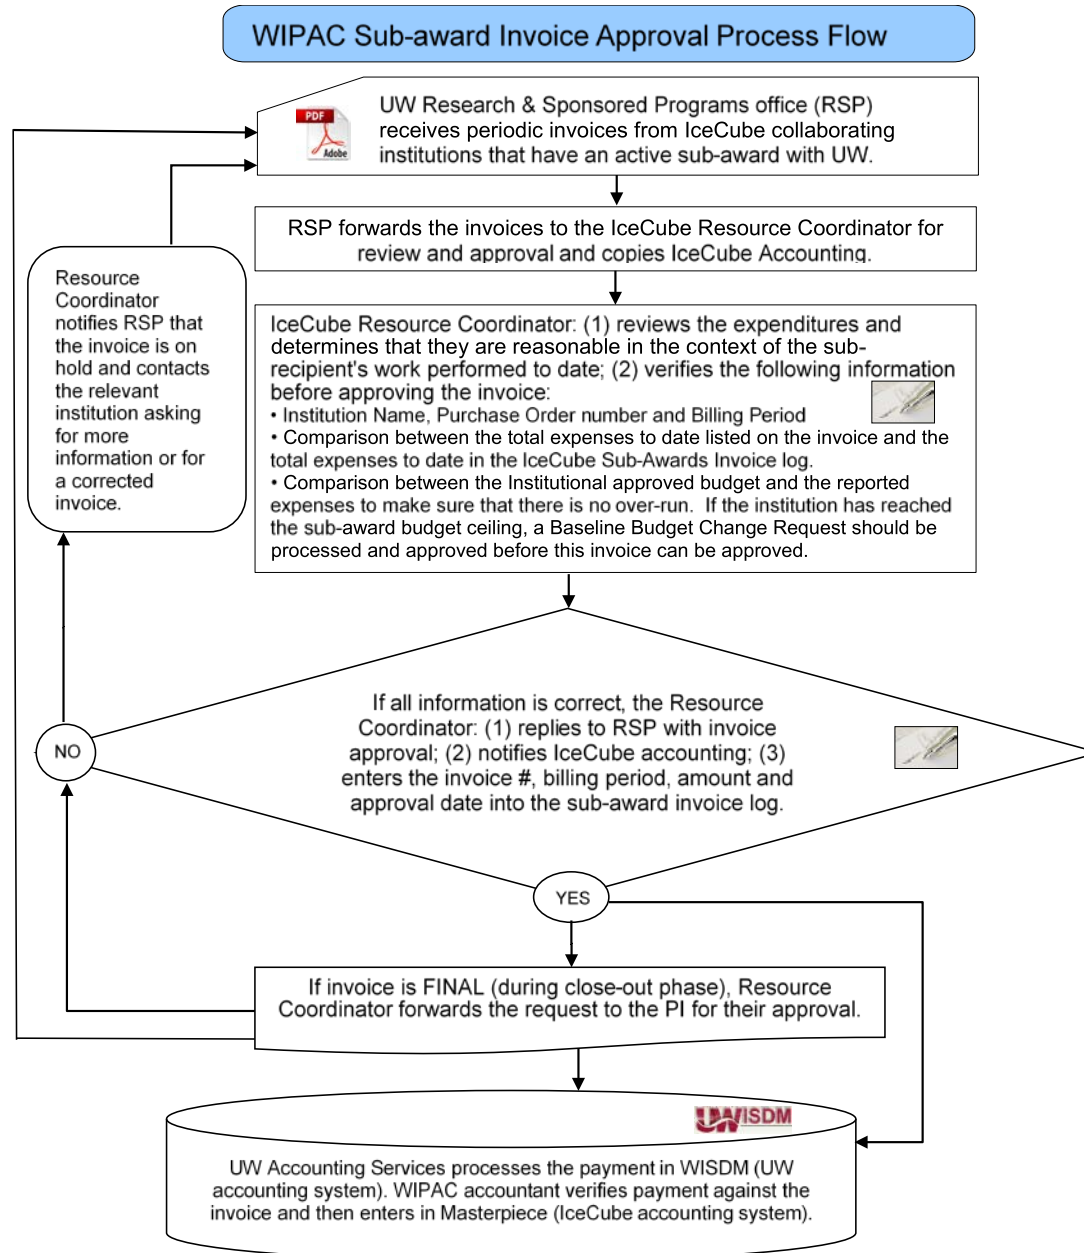 WIPAC Sub-award Invoice Approval Process Flow
PDF
Adobe
UW Research & Sponsored Programs office (RSP)
receives periodic invoices from IceCube collaborating
institutions that have an active sub-award with UW.
RSP forwards the invoices to the IceCube Resource Coordinator for
review and approval and copies IceCube Accounting.
Resource
Coordinator
notifies RSP that
the invoice is on
hold and contacts
the relevant
institution asking
for more
information or for
a corrected
invoice.
IceCube Resource Coordinator: (1) reviews the expenditures and
determines that they are reasonable in the context of the sub-
recipient's work performed to date; (2) verifies the following information
before approving the invoice:
• Institution Name, Purchase Order number and Billing Period
• Comparison between the total expenses to date listed on the invoice and the
total expenses to date in the IceCube Sub-Awards Invoice log.
• Comparison between the Institutional approved budget and the reported
expenses to make sure that there is no over-run. If the institution has reached
the sub-award budget ceiling, a Baseline Budget Change Request should be
processed and approved before this invoice can be approved.
If all information is correct, the Resource
Coordinator: (1) replies to RSP with invoice
approval; (2) notifies IceCube accounting; (3)
enters the invoice #, billing period, amount and
approval date into the sub-award invoice log.
NO
YES
If invoice is FINAL (during close-out phase), Resource
Coordinator forwards the request to the PI for their approval.
UWISDM
UW Accounting Services processes the payment in WISDM (UW
accounting system). WIPAC accountant verifies payment against the
invoice and then enters in Masterpiece (IceCube accounting system).